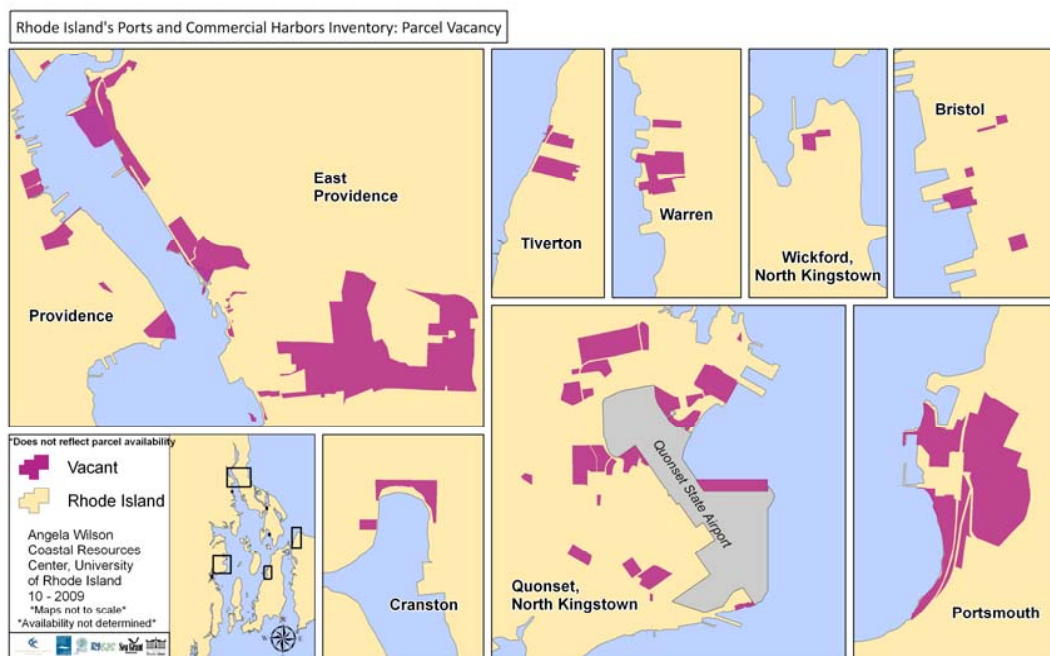 Rhode Island's Ports and Commercial Harbors Inventory: Parcel Vacancy
East
Providence
Providence
Tiverton
Warren
Wickford,
North Kingstown
Bristol
*Does not reflect parcel availability
Vacant
Rhode Island
Angela Wilson
Coastal Resources
Center, University
of Rhode Island
10 - 2009
*Maps not to scale*
*Availability not determined*
Sea Grant
Cranston
Quonset State Airport
Quonset,
North Kingstown
Portsmouth